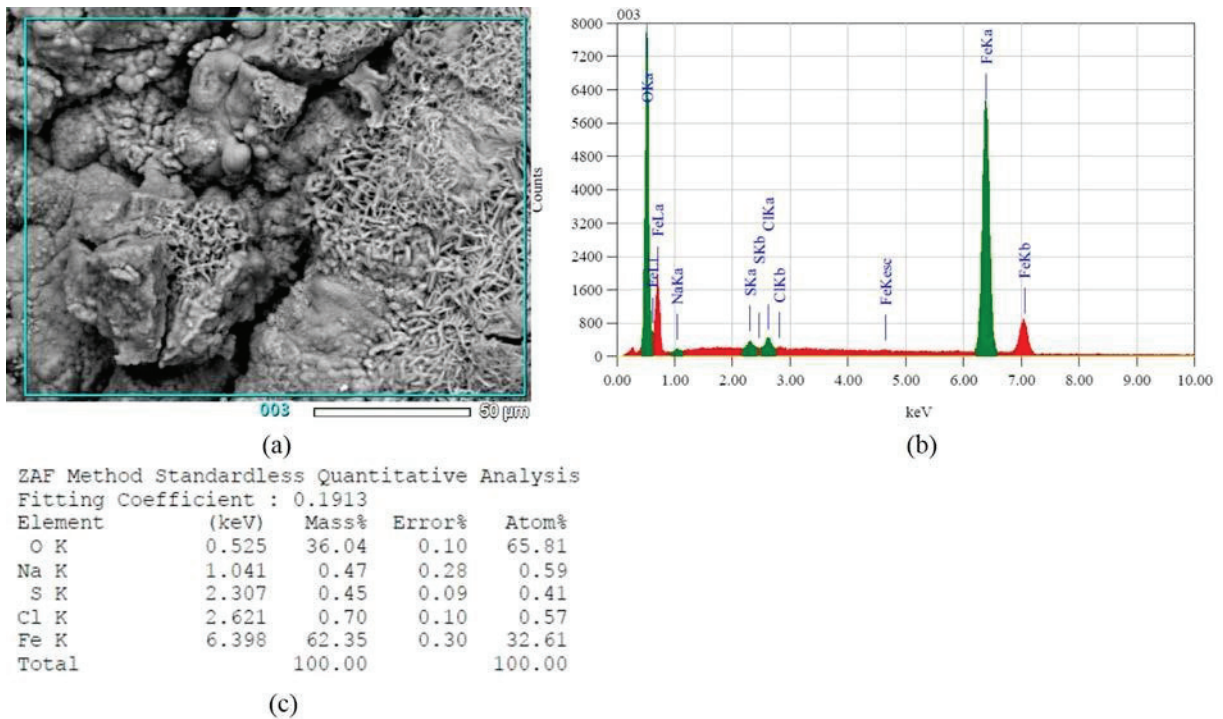 003
50 μm
(a)
003
Counts
8000
7200
6400
5600
4800
4000
3200
2400
1600
800
0
OKa
FeLl
FeLa
NaKa
SKa
SKb
ClKa
ClKb
FeKesc
FeKa
FeKb
0.00 1.00 2.00 3.00 4.00 5.00 6.00 7.00 8.00 9.00 10.00
keV
(b)
ZAF Method Standardless Quantitative Analysis
Fitting Coefficient : 0.1913
Element (keV) Mass% Error% Atom%
O K 0.525 36.04 0.10 65.81
Na K 1.041 0.47 0.28 0.59
S K 2.307 0.45 0.09 0.41
Cl K 2.621 0.70 0.10 0.57
Fe K 6.398 62.35 0.30 32.61
Total 100.00 100.00
(c)